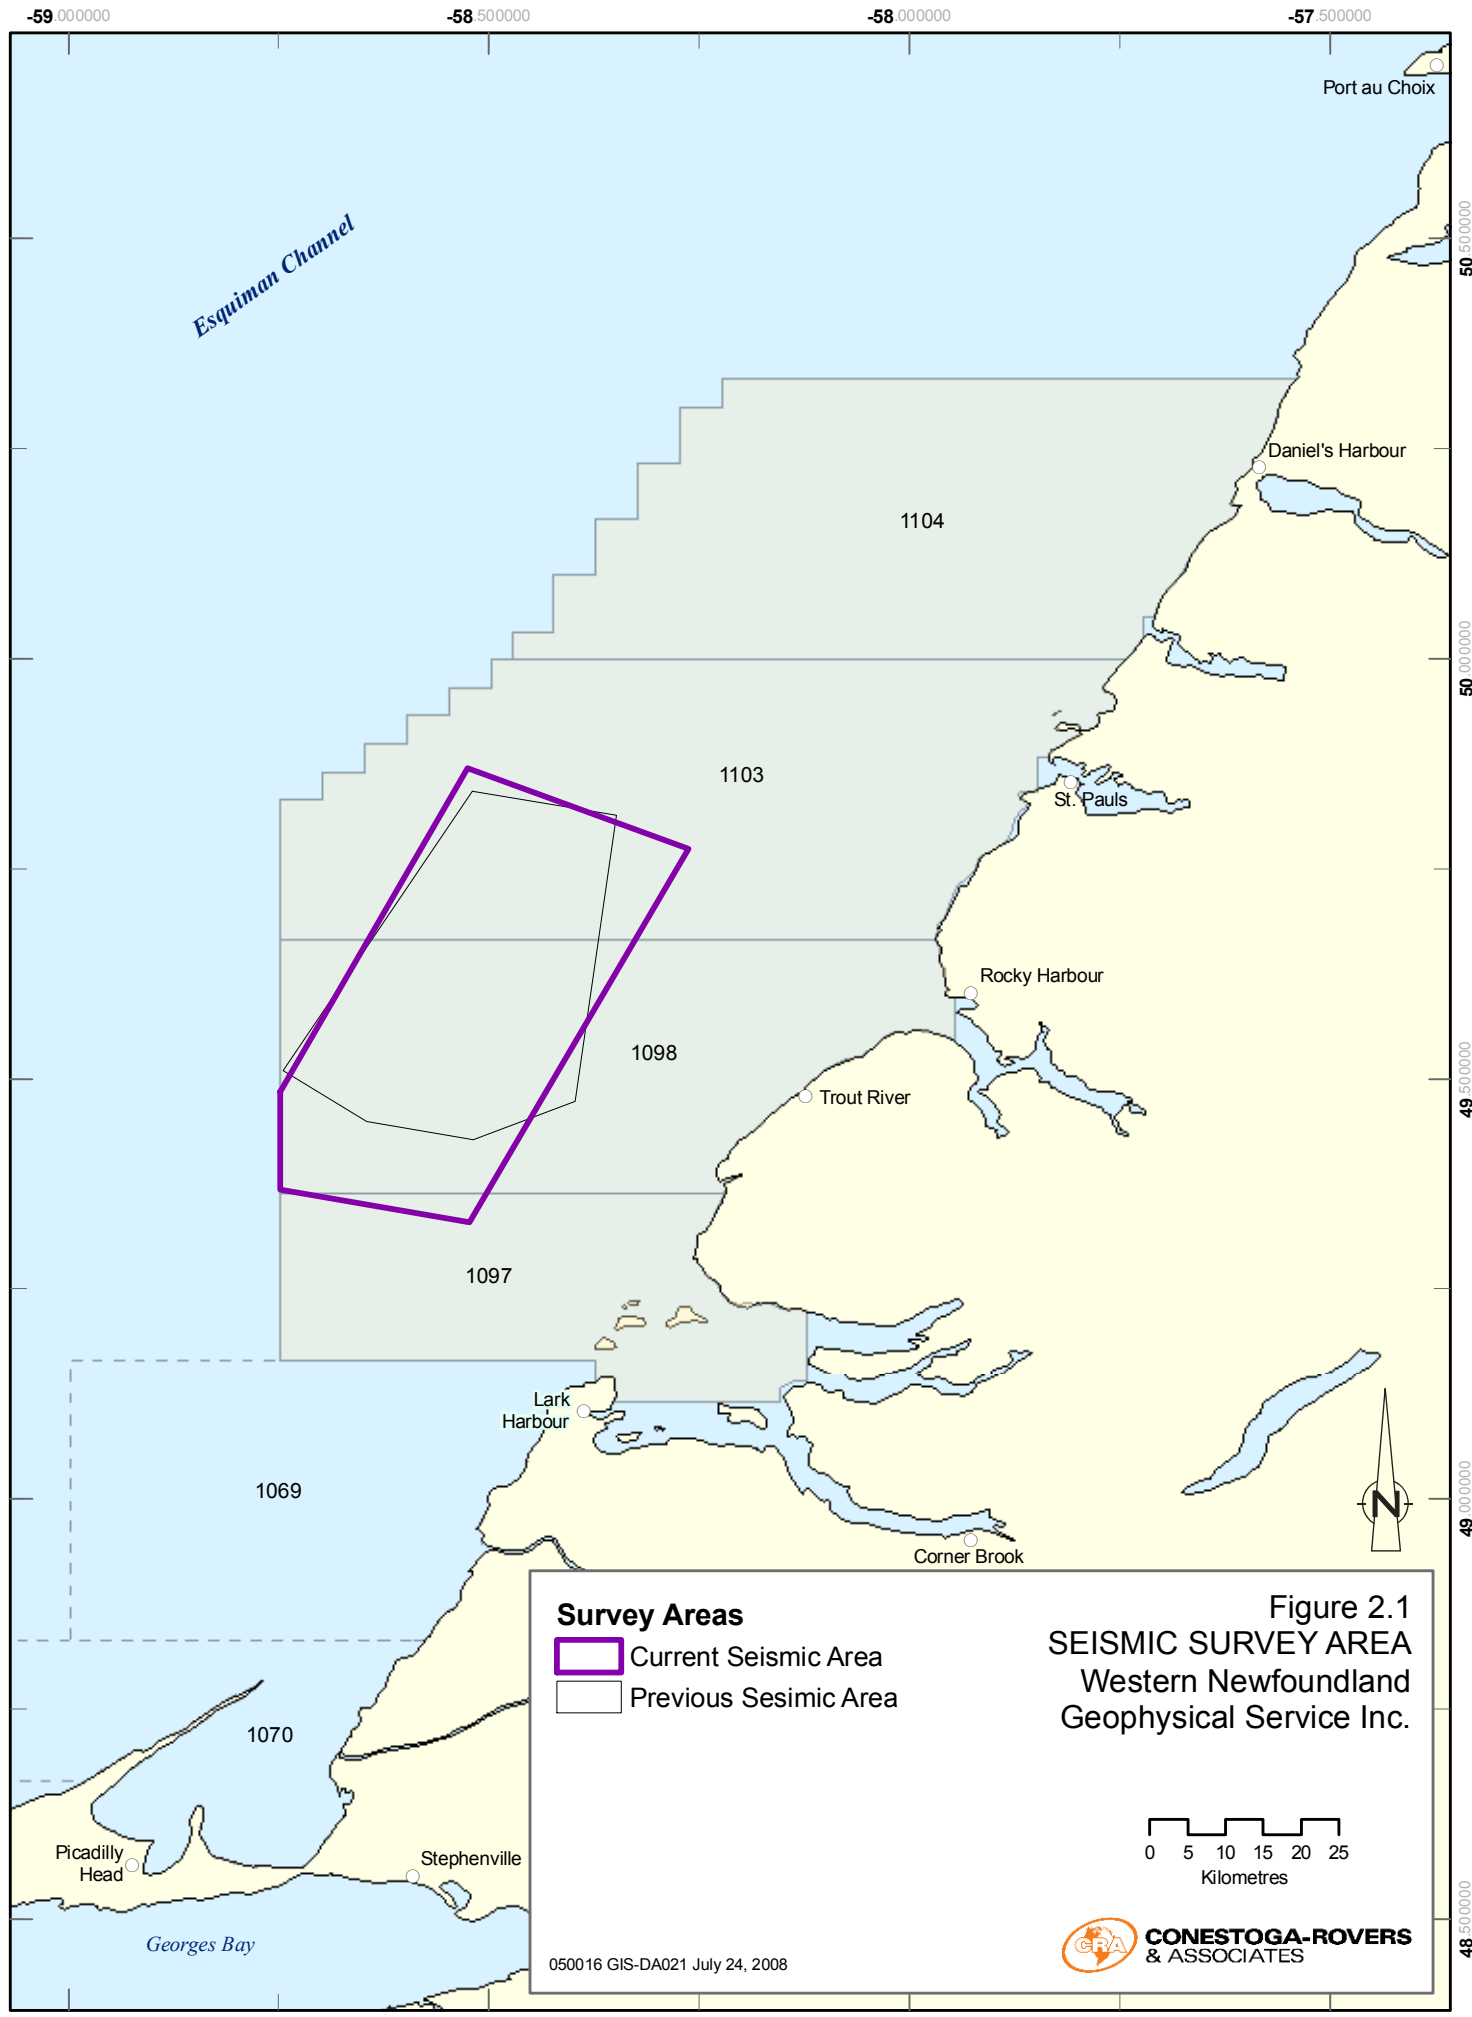 -59.000000
-58.500000
-58.000000
-57.500000
Port au Choix
50.500000
Esquiman Channel
Daniel's Harbour
1104
50.000000
1103
St. Pauls
Rocky Harbour
1098
49.500000
Trout River
1097
Lark
Harbour
1069
49.000000
N
Corner Brook
Survey Areas
Current Seismic Area
Previous Sesimic Area
Figure 2.1
SEISMIC SURVEY AREA
Western Newfoundland
Geophysical Service Inc.
1070
0 5 10 15 20 25
Kilometres
Picadilly
Head
Stephenville
48.500000
Georges Bay
CRA
CONESTOGA-ROVERS
& ASSOCIATES
050016 GIS-DA021 July 24, 2008